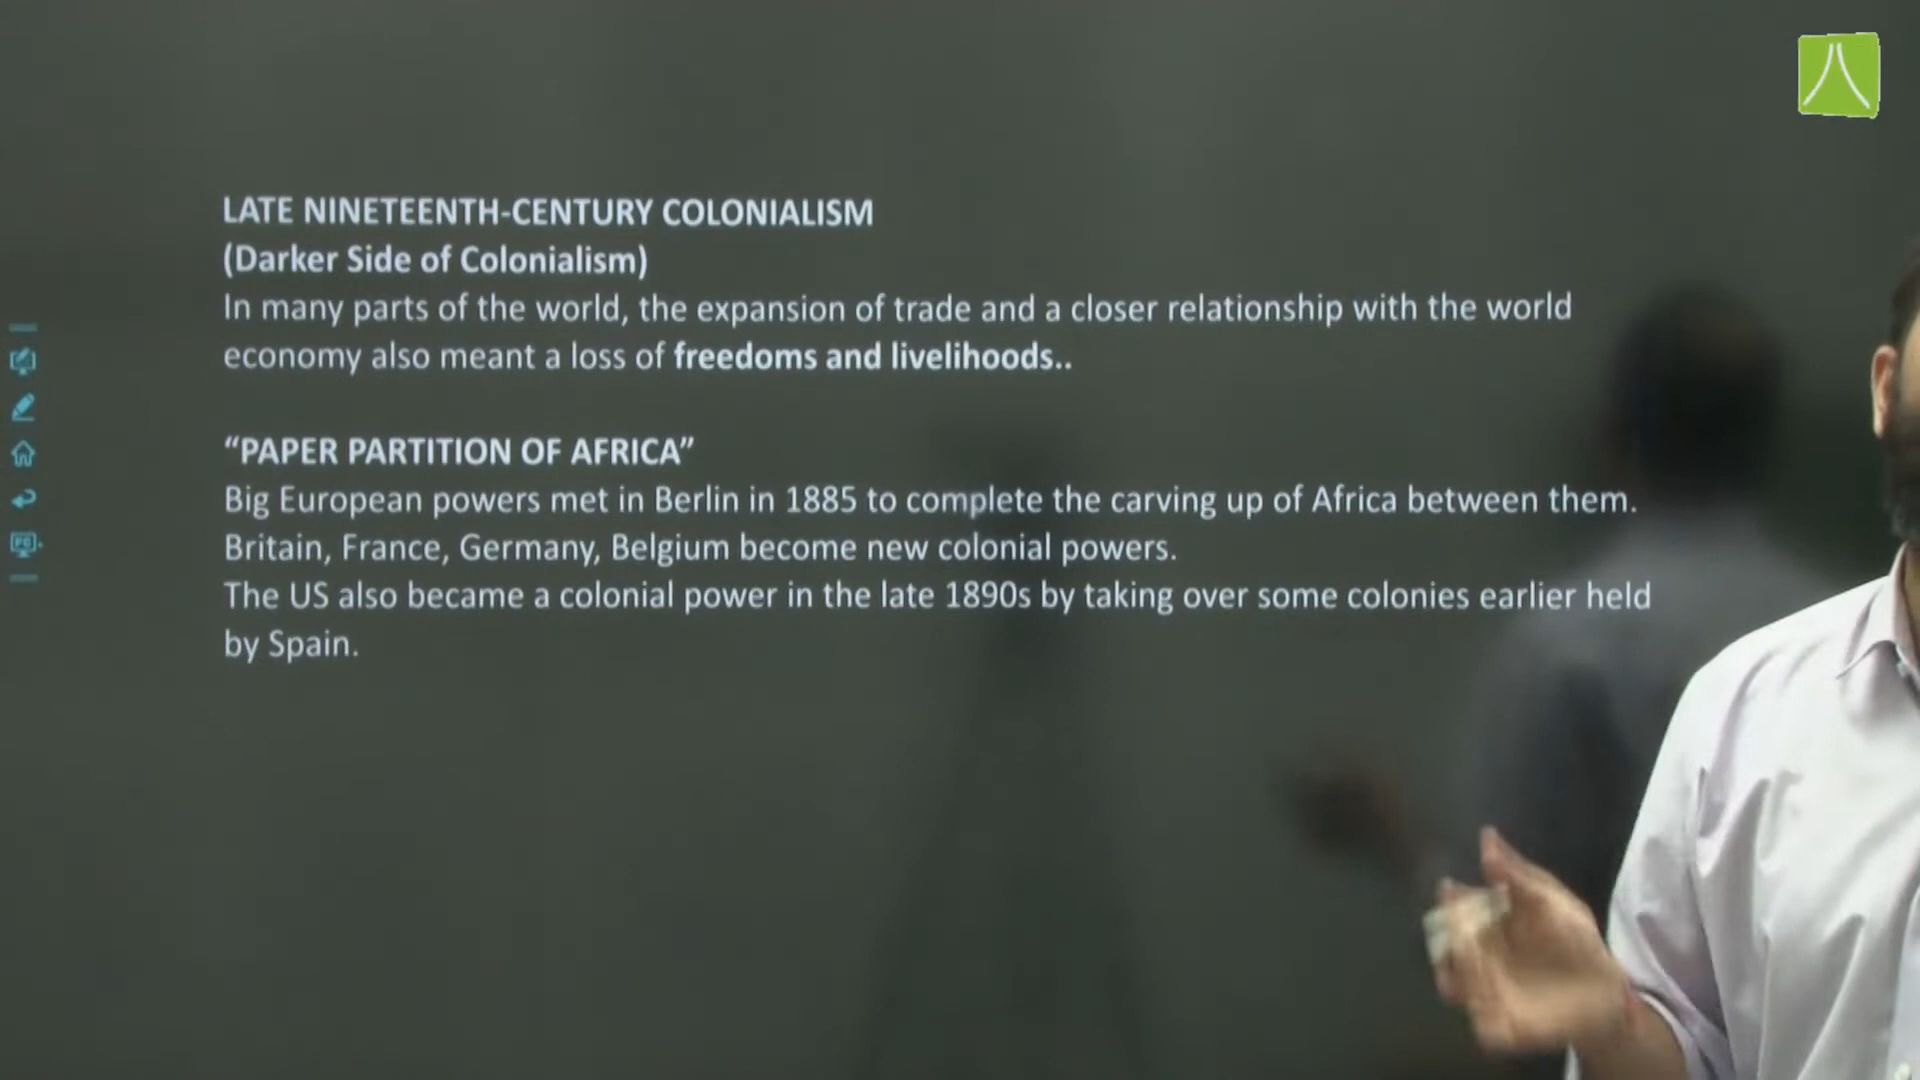 LATE NINETEENTH-CENTURY COLONIALISM
(Darker Side of Colonialism)
In many parts of the world, the expansion of trade and a closer relationship with the world
economy also meant a loss of freedoms and livelihoods..
“PAPER PARTITION OF AFRICA”
Big European powers met in Berlin in 1885 to complete the carving up of Africa between them.
Britain, France, Germany, Belgium become new colonial powers.
The US also became a colonial power in the late 1890s by taking over some colonies earlier held
by Spain.